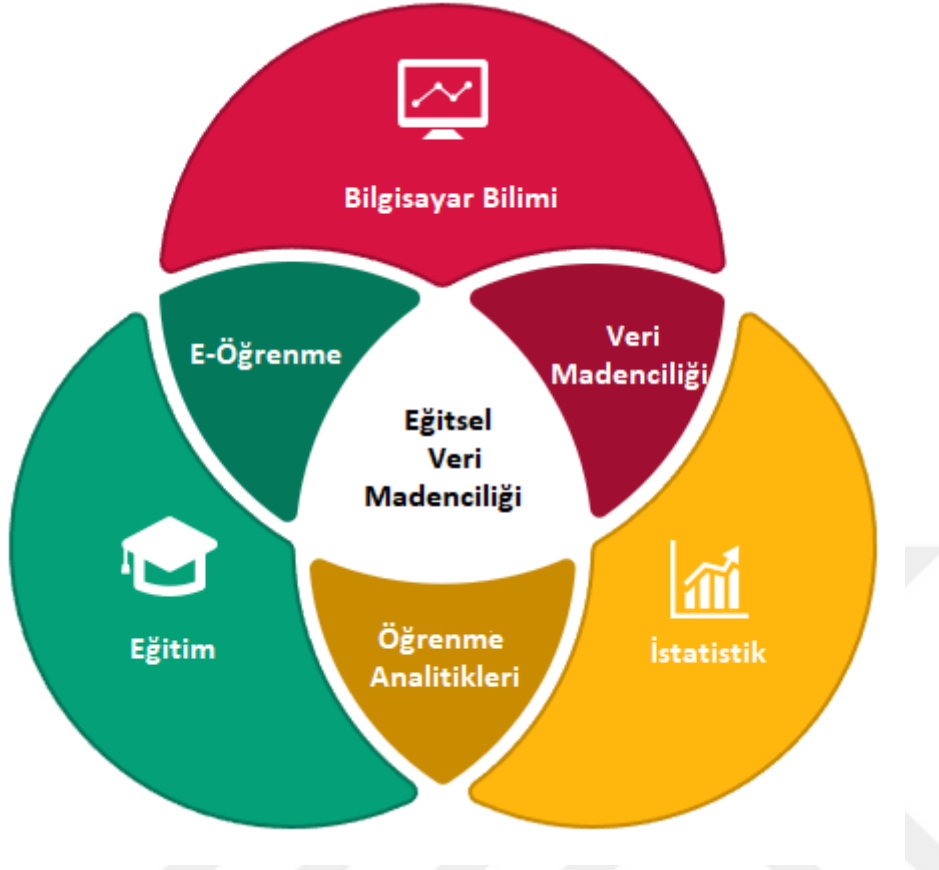 Bilgisayar Bilimi
E-Öğrenme
Veri
Madenciliği
Eğitsel
Veri
Madenciliği
Eğitim
Öğrenme
Analitikleri
İstatistik